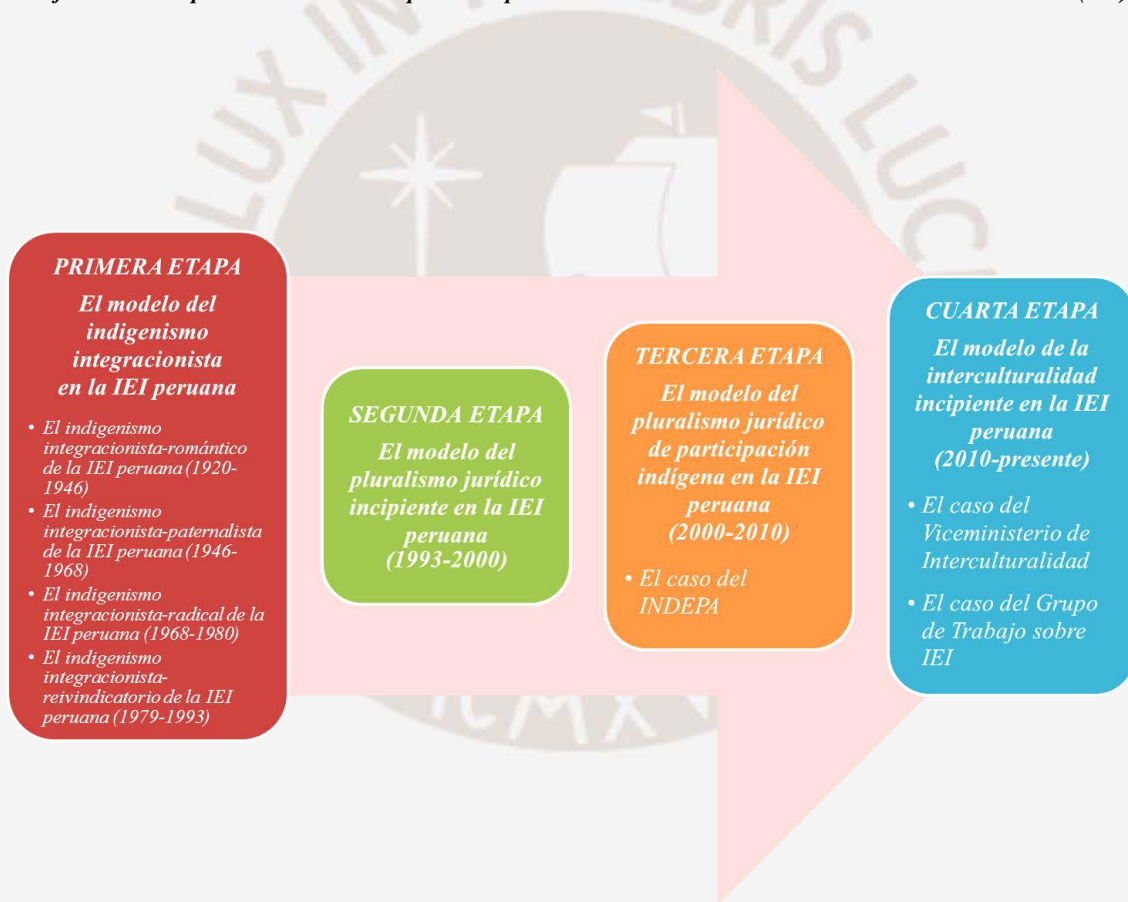 LUX IN TENEBRIS LUC
PRIMERA ETAPA
El modelo del
indigenismo
integracionista
en la IEI peruana
• El indigenismo
integracionista-romántico
de la IEI peruana (1920-
1946)
• El indigenismo
integracionista-paternalista
de la IEI peruana (1946-
1968)
• El indigenismo
integracionista-radical de la
IEI peruana (1968-1980)
• El indigenismo
integracionista-
reivindicatorio de la IEI
peruana (1979-1993)
SEGUNDA ETAPA
El modelo del
pluralismo jurídico
incipiente en la IEI
peruana
(1993-2000)
TERCERA ETAPA
El modelo del
pluralismo jurídico
de participación
indígena en la IEI
peruana
(2000-2010)
• El caso del
INDEPA
CUARTA ETAPA
El modelo de la
interculturalidad
incipiente en la IEI
peruana
(2010-presente)
• El caso del
Viceministerio de
Interculturalidad
• El caso del Grupo
de Trabajo sobre
IEI